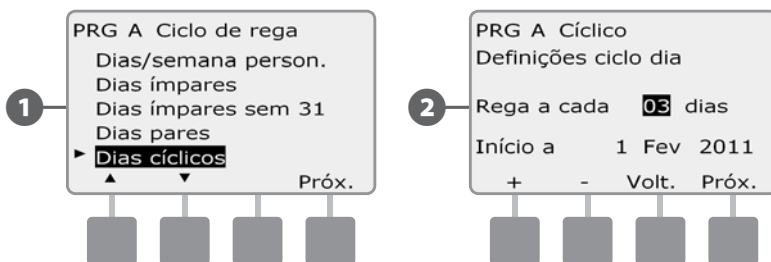 1
PRG A Ciclo de rega
Dias/semana person.
Dias ímpares
Dias ímpares sem 31
Dias pares
► Dias cíclicos
▲ ▼ Próx.
2
PRG A Cíclico
Definições ciclo dia
Rega a cada 03 dias
Início a 1 Fev 2011
+ - Volt. Próx.